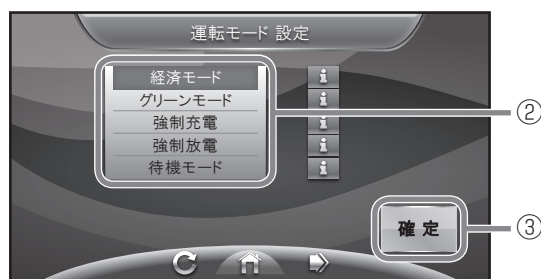 運転モード 設定
経済モード
グリーンモード
②
強制充電
強制放電
待機モード
確 定
③